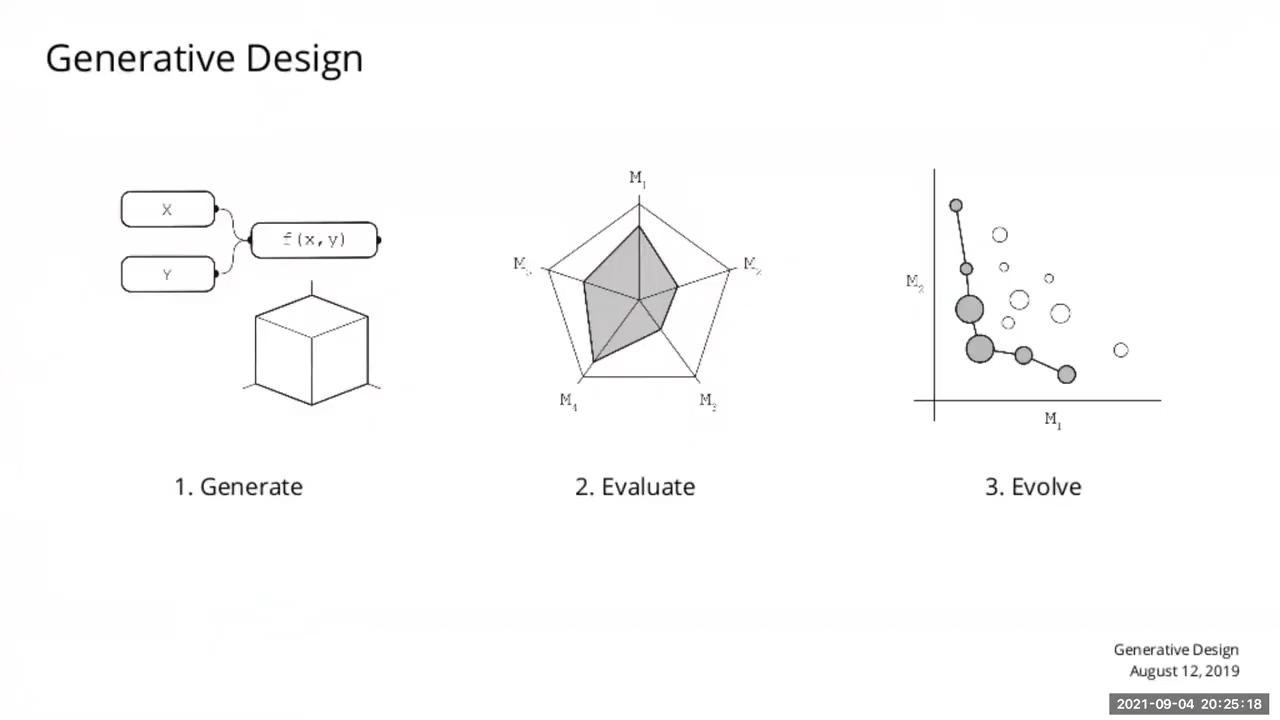 Generative Design
X
Y
f(x,y)
1. Generate
M1
M2
M3
M4
M5
2. Evaluate
M2
M1
3. Evolve
Generative Design
August 12, 2019
2021-09-04 20:25:18